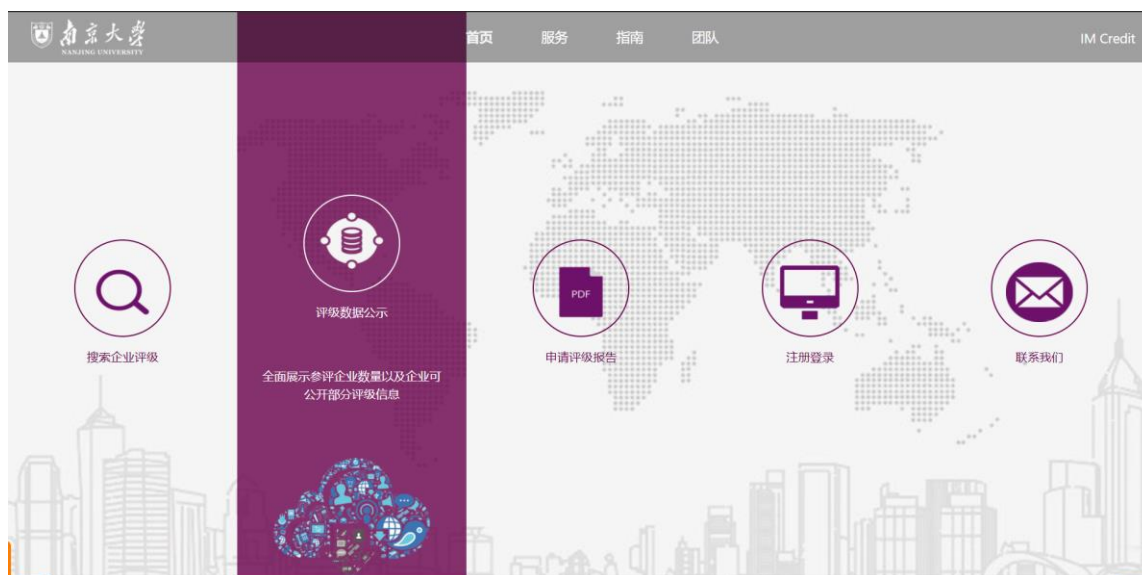 南京大学
NANJING UNIVERSITY
首页 服务 指南 团队
IM Credit
搜索企业评级
评级数据公示
全面展示参评企业数量以及企业可
公开部分评级信息
PDF
申请评级报告
注册登录
联系我们